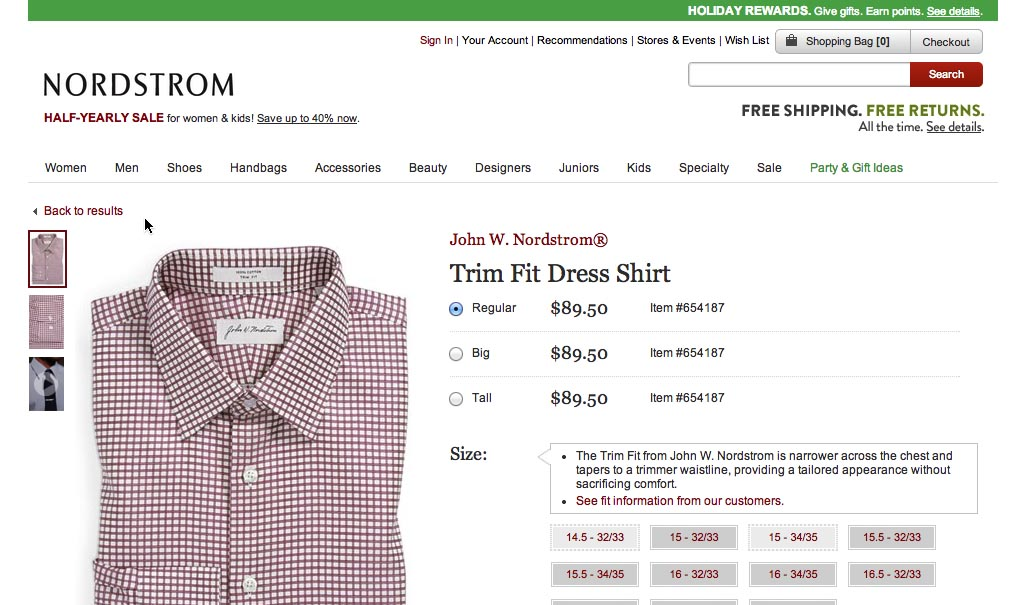 HOLIDAY REWARDS. Give gifts. Earn points. See details.
Sign In | Your Account | Recommendations | Stores & Events | Wish List
Shopping Bag [0]
Checkout
Search
NORDSTROM
HALF-YEARLY SALE for women & kids! Save up to 40% now.
FREE SHIPPING. FREE RETURNS.
All the time. See details.
Women Men Shoes Handbags Accessories Beauty Designers Juniors Kids Specialty Sale Party & Gift Ideas
Back to results
100% COTTON
TRIM FIT
John W. Nordstrom
John W. Nordstrom®
Trim Fit Dress Shirt
Regular $89.50 Item #654187
Big $89.50 Item #654187
Tall $89.50 Item #654187
Size:
• The Trim Fit from John W. Nordstrom is narrower across the chest and
tapers to a trimmer waistline, providing a tailored appearance without
sacrificing comfort.
• See fit information from our customers.
14.5 - 32/33 15 - 32/33 15 - 34/35 15.5 - 32/33
15.5 - 34/35 16 - 32/33 16 - 34/35 16.5 - 32/33